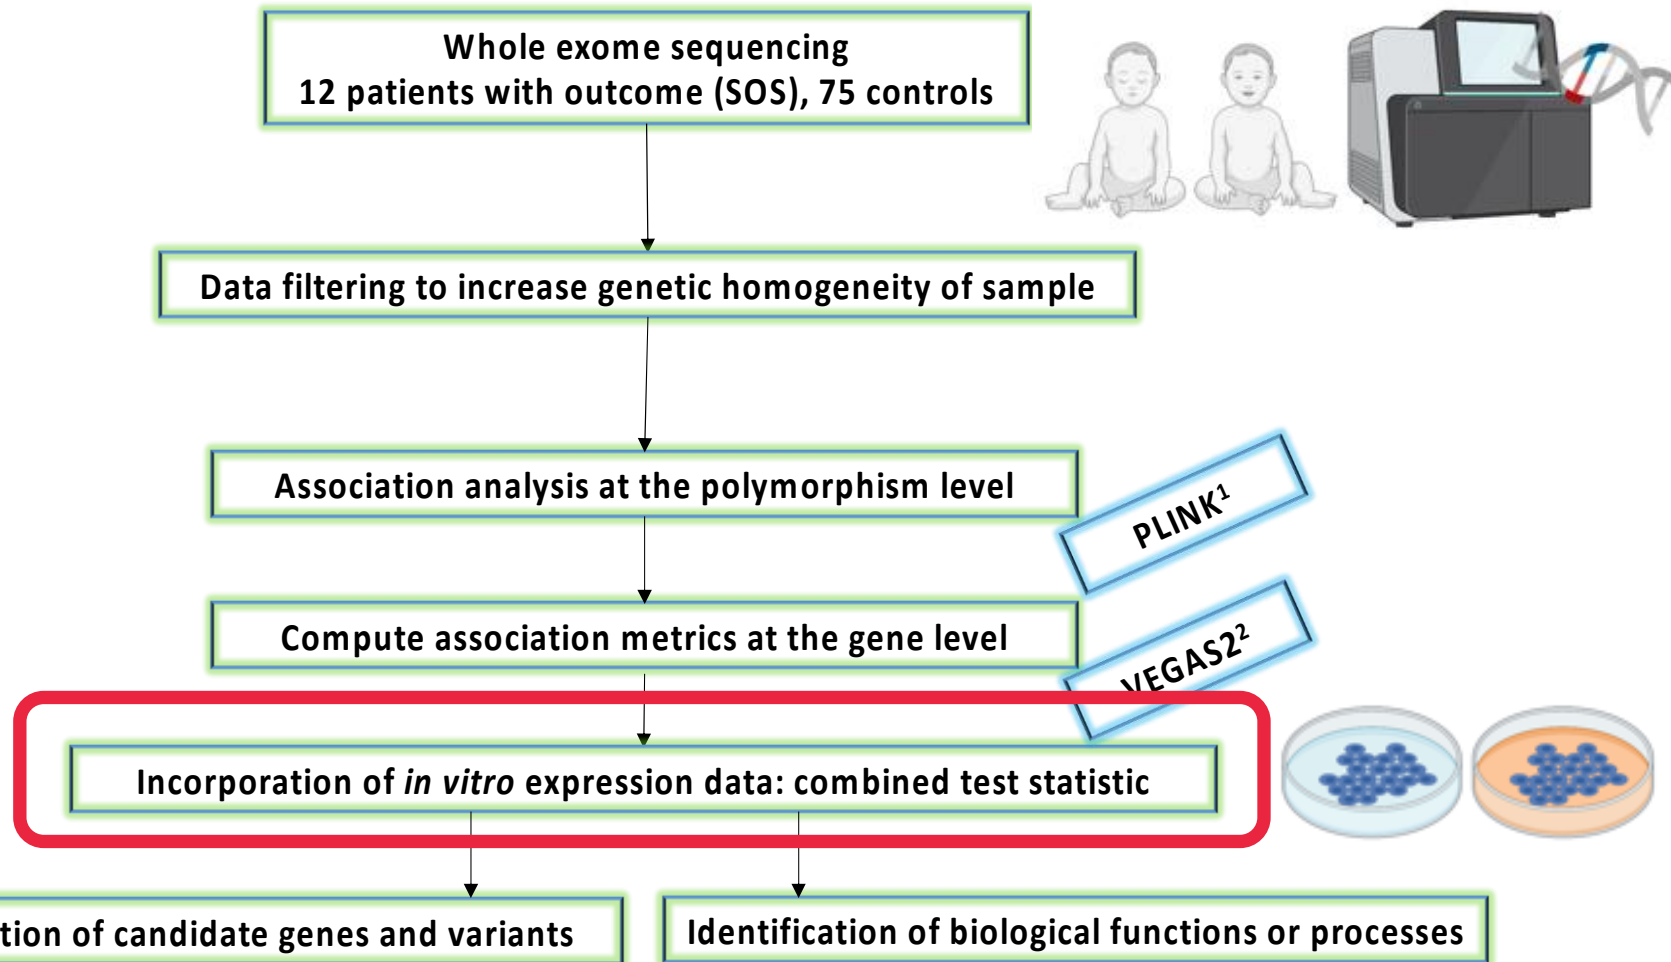 Whole exome sequencing
12 patients with outcome (SOS), 75 controls
Data filtering to increase genetic homogeneity of sample
Association analysis at the polymorphism level
PLINK¹
Compute association metrics at the gene level
VEGAS2²
Incorporation of in vitro expression data: combined test statistic
tion of candidate genes and variants
Identification of biological functions or processes